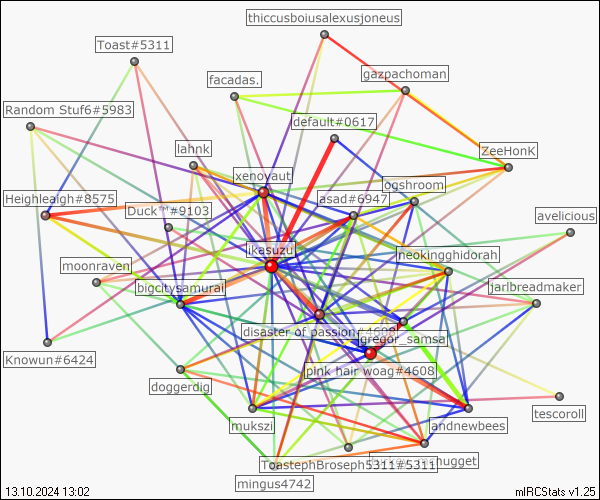 thiccusboiusalexusjoneus
Toast#5311
gazpachoman
facadas.
Random Stuf6#5983
default#0617
lahnk
ZeeHonK
xenoyaut
ogshroom
asad#6947
Heighlealgh#8575
Duck™#9103
avelicious
ikasuzu
neokingghidorah
moonraven
bigcitysamurai
jarlbreadmaker
disaster of passion#4608
gregor_samsa
Knowun#6424
pink hair woag#4608
doggerdig
tescoroll
mukszi
andnewbees
ToastephBroseph5311#5311
nugget
mingus4742
13.10.2024 13:02
mIRCStats v1.25